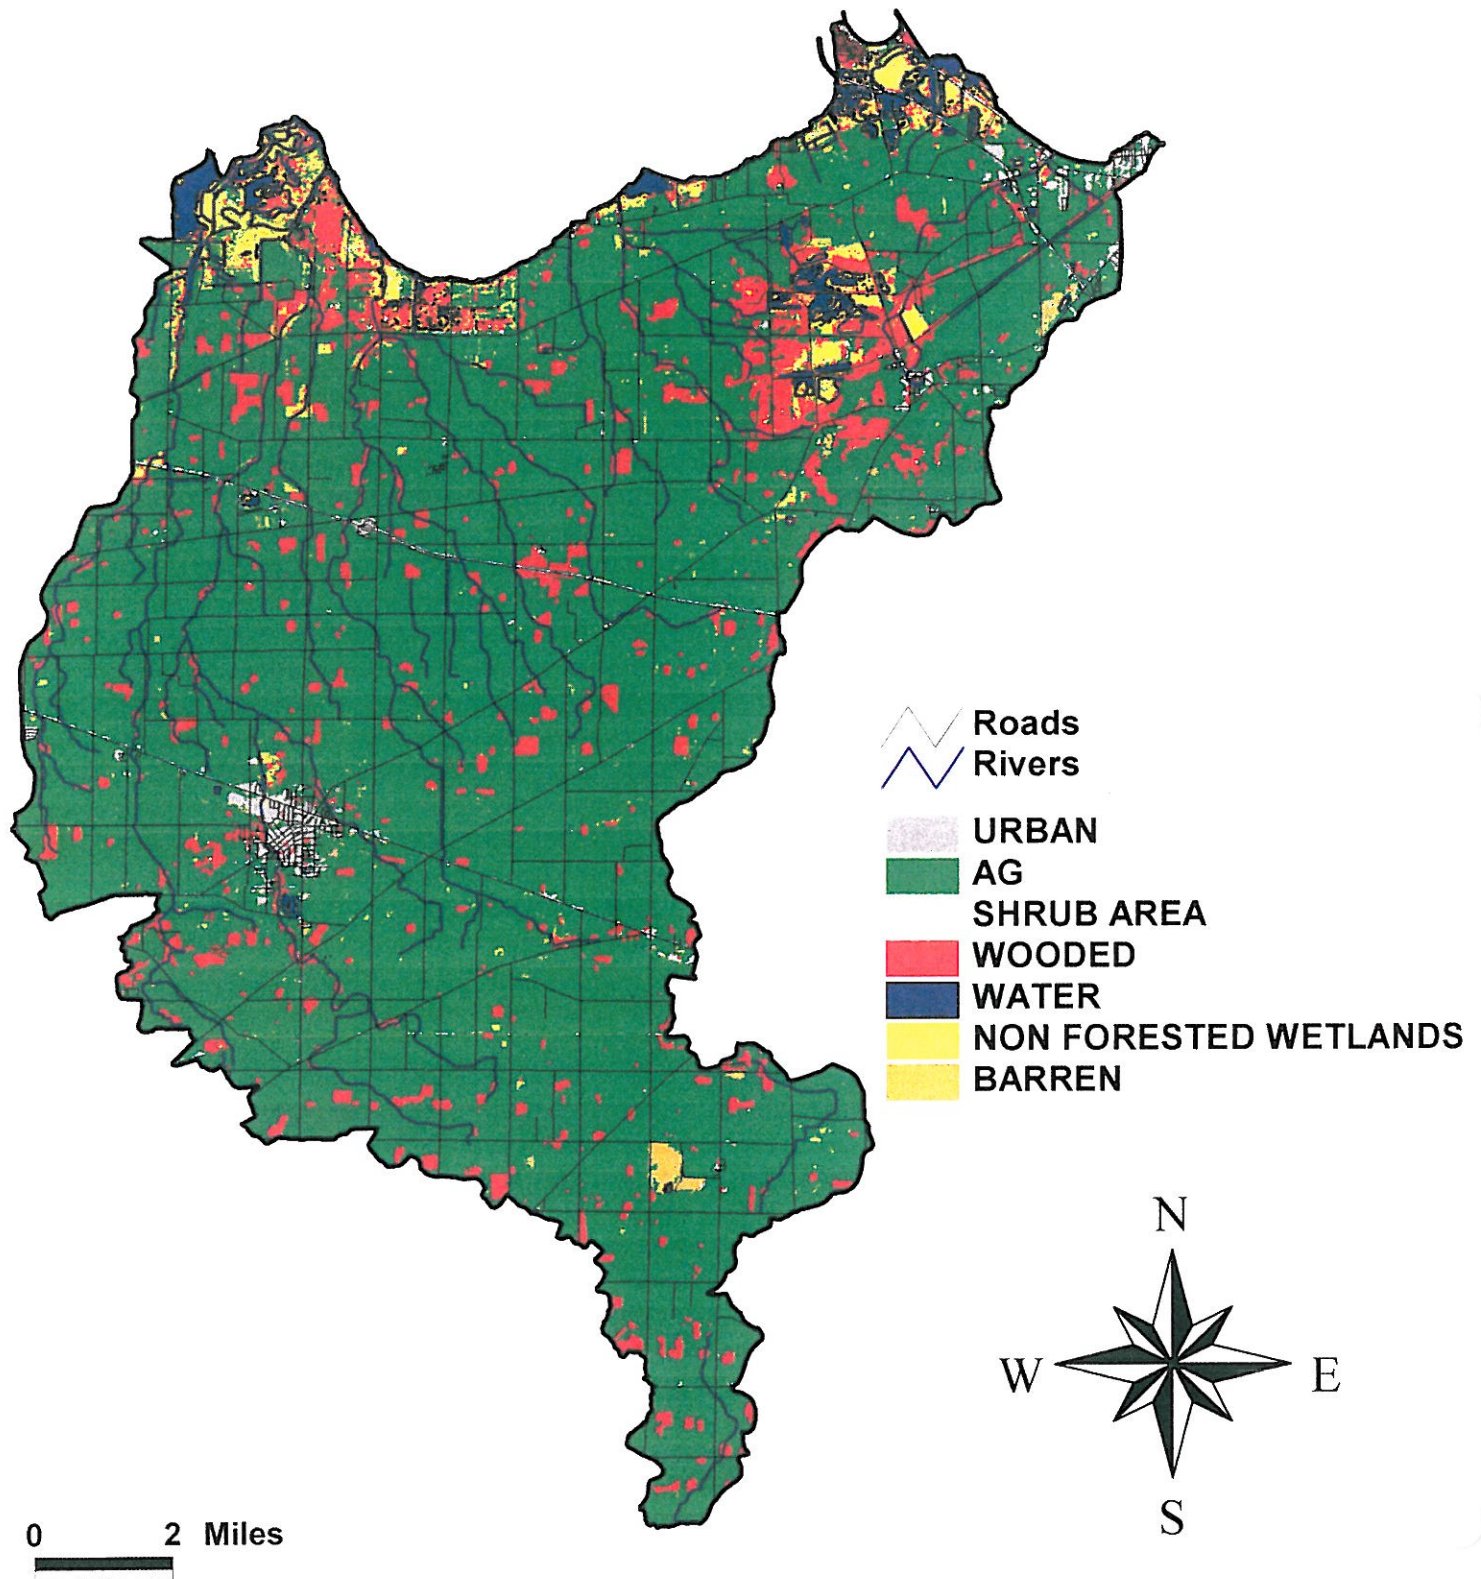 Roads
Rivers
URBAN
AG
SHRUB AREA
WOODED
WATER
NON FORESTED WETLANDS
BARREN
N
W E
S
0 2 Miles